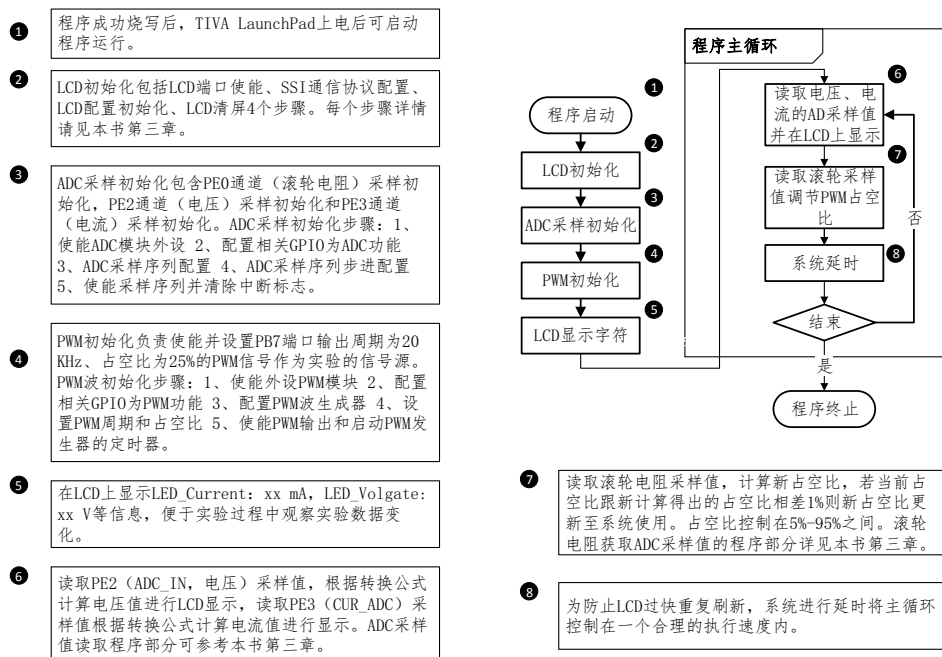 1
程序成功烧写后，TIVA LaunchPad上电后可启动
程序运行。
2
LCD初始化包括LCD端口使能、SSI通信协议配置、
LCD配置初始化、LCD清屏4个步骤。每个步骤详情
请见本书第三章。
3
ADC采样初始化包含PE0通道（滚轮电阻）采样初
始化，PE2通道（电压）采样初始化和PE3通道
（电流）采样初始化。ADC采样初始化步骤：1、
使能ADC模块外设 2、配置相关GPIO为ADC功能
3、ADC采样序列配置 4、ADC采样序列步进配置
5、使能采样序列并清除中断标志。
4
PWM初始化负责使能并设置PB7端口输出周期为20
KHz、占空比为25%的PWM信号作为实验的信号源。
PWM波初始化步骤：1、使能外设PWM模块 2、配置
相关GPIO为PWM功能 3、配置PWM波生成器 4、设
置PWM周期和占空比 5、使能PWM输出和启动PWM发
生器的定时器。
5
在LCD上显示LED_Current：xx mA，LED_Volgate:
xx V等信息，便于实验过程中观察实验数据变
化。
6
读取PE2（ADC_IN，电压）采样值，根据转换公式
计算电压值进行LCD显示，读取PE3（CUR_ADC）采
样值根据转换公式计算电流值进行显示。ADC采样
值读取程序部分可参考本书第三章。
1
程序启动
2
LCD初始化
3
ADC采样初始化
4
PWM初始化
5
LCD显示字符
程序主循环
6
读取电压、电
流的AD采样值
并在LCD上显示
7
读取滚轮采样
值调节PWM占空
比
否
8
系统延时
结束
是
程序终止
7
读取滚轮电阻采样值，计算新占空比，若当前占
空比跟新计算得出的占空比相差1%则新占空比更
新至系统使用。占空比控制在5%-95%之间。滚轮
电阻获取ADC采样值的程序部分详见本书第三章。
8
为防止LCD过快重复刷新，系统进行延时将主循环
控制在一个合理的执行速度内。